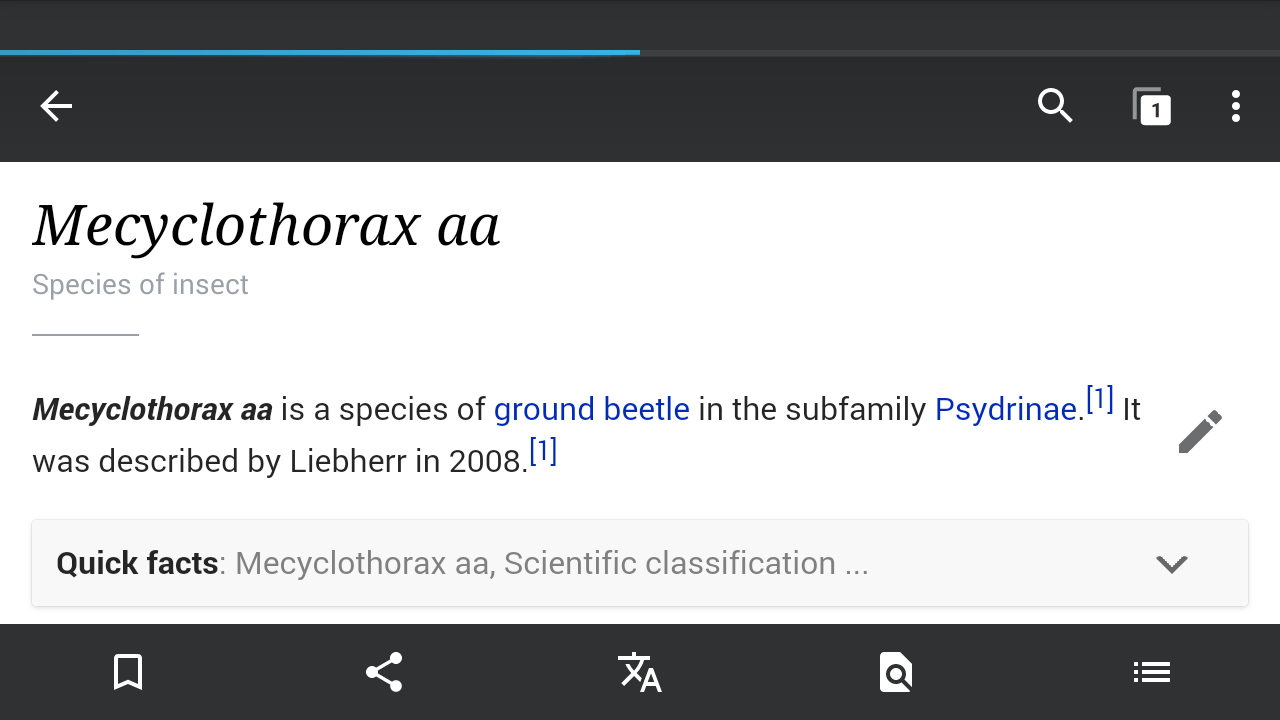 1
Mecyclothorax aa
Species of insect
Mecyclothorax aa is a species of ground beetle in the subfamily Psydrinae.[1] It
was described by Liebherr in 2008.[1]
Quick facts: Mecyclothorax aa, Scientific classification ...